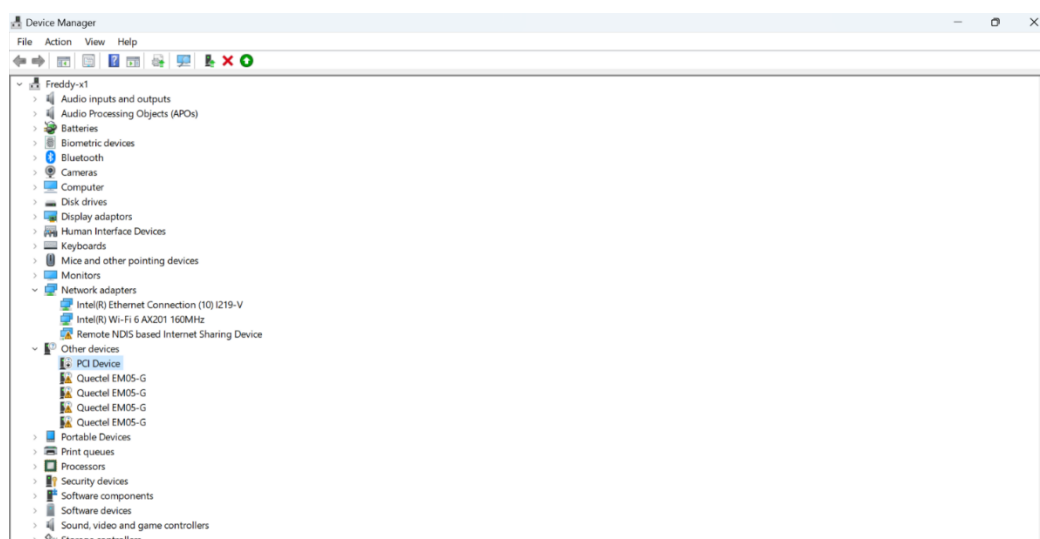 Device Manager
File Action View Help
Freddy-x1
Audio inputs and outputs
Audio Processing Objects (APOs)
Batteries
Biometric devices
Bluetooth
Cameras
Computer
Disk drives
Display adaptors
Human Interface Devices
Keyboards
Mice and other pointing devices
Monitors
Network adapters
Intel(R) Ethernet Connection (10) I219-V
Intel(R) Wi-Fi 6 AX201 160MHz
Remote NDIS based Internet Sharing Device
Other devices
PCI Device
Quectel EM05-G
Quectel EM05-G
Quectel EM05-G
Quectel EM05-G
Portable Devices
Print queues
Processors
Security devices
Software components
Software devices
Sound, video and game controllers
Storage controllers